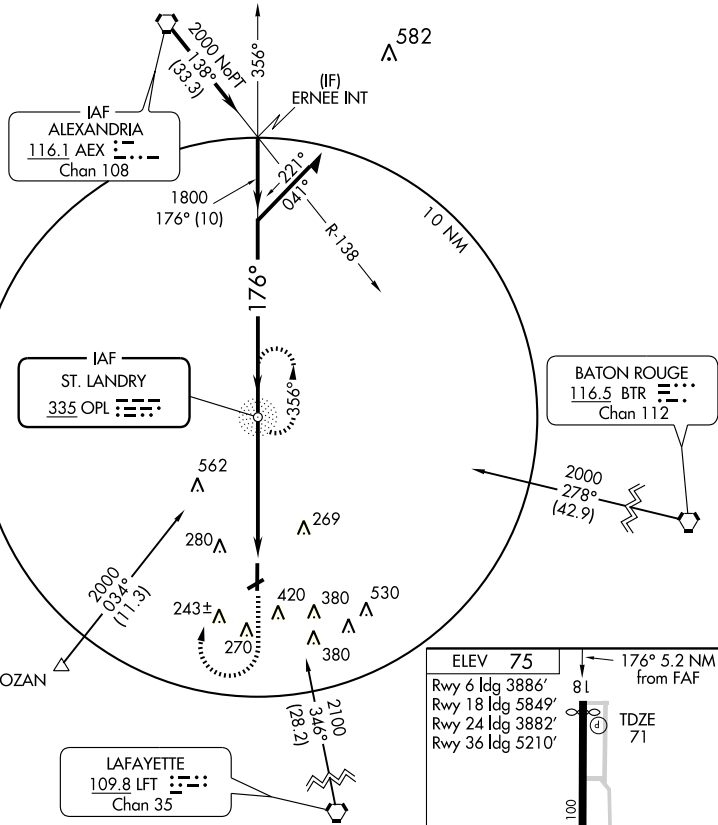 582
2000 NoPT
138°
(33.3)
356°
(IF)
ERNEE INT
IAF
ALEXANDRIA
116.1 AEX
Chan 108
1800
176° (10)
221°
041°
R-138
10 NM
176°
IAF
ST. LANDRY
335 OPL
356°
BATON ROUGE
116.5 BTR
Chan 112
2000
278°
(42.9)
562
269
280
2000
034°
(11.3)
243±
420
380
530
270
380
OZAN
2100
346°
(28.2)
LAFAYETTE
109.8 LFT
Chan 35
ELEV 75
Rwy 6 ldg 3886'
Rwy 18 ldg 5849'
Rwy 24 ldg 3882'
Rwy 36 ldg 5210'
176° 5.2 NM
from FAF
18
P
TDZE
71
100